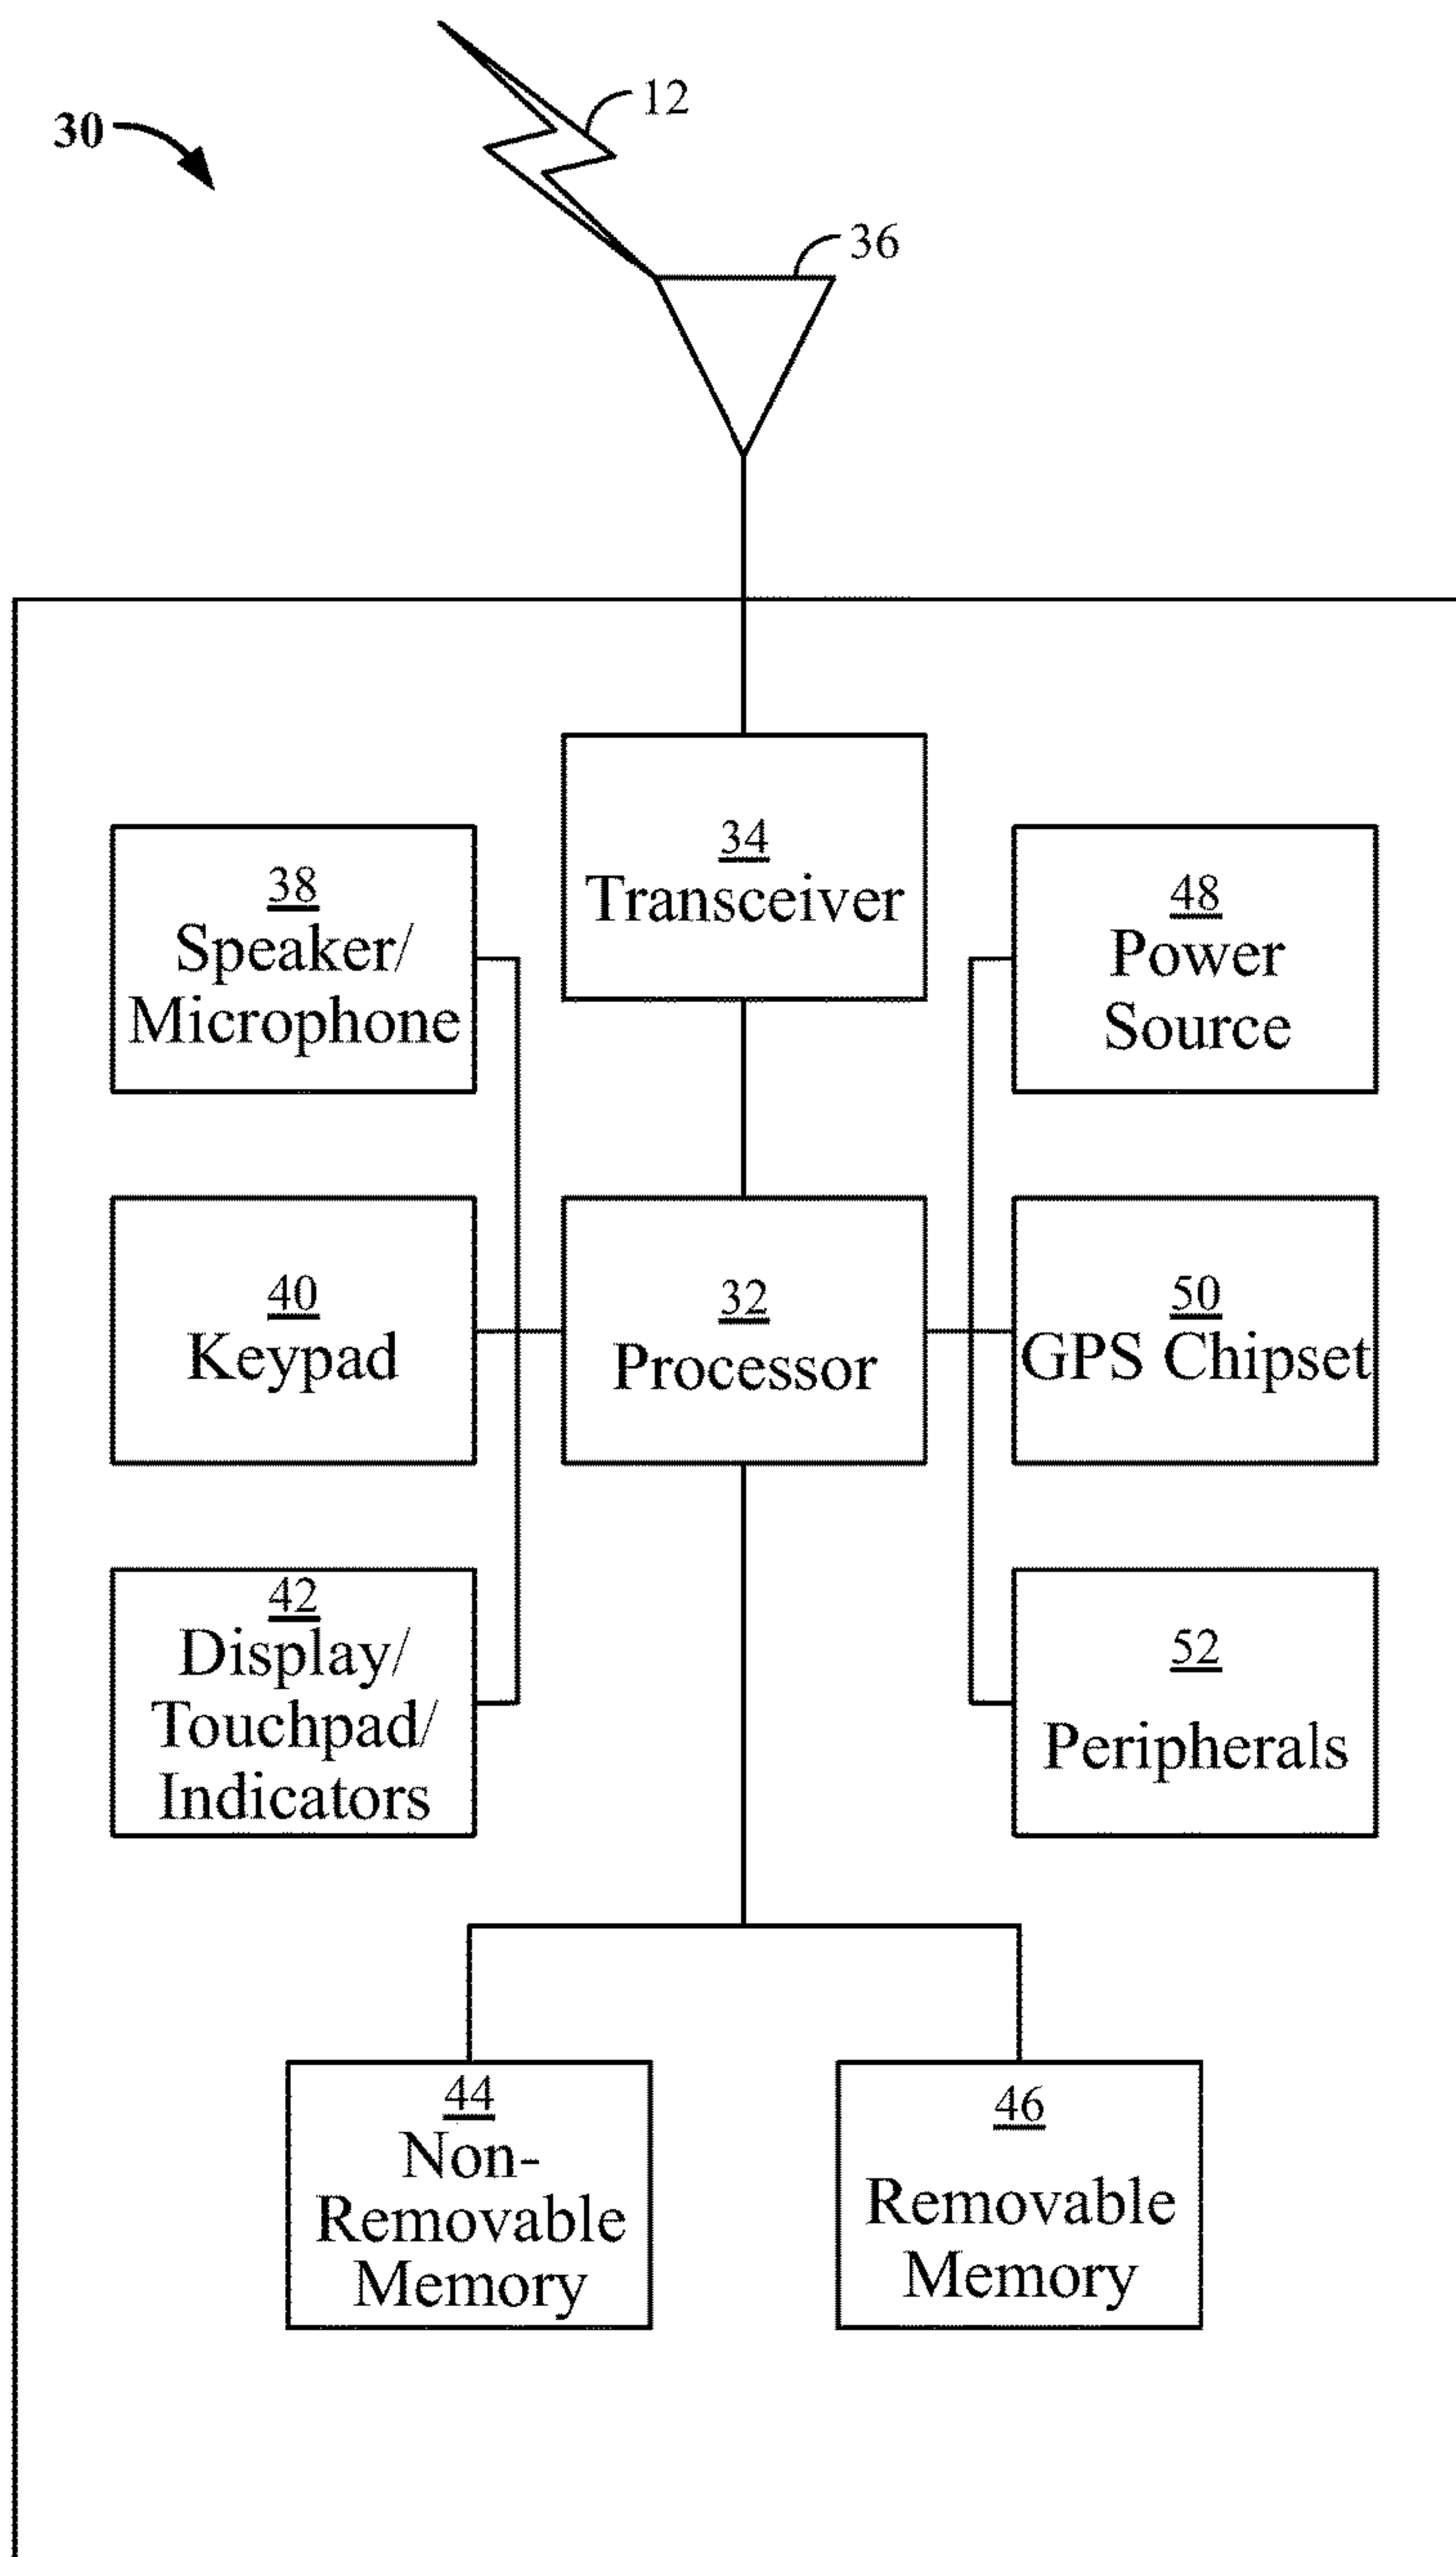 30
12
36
34
Transceiver
38
Speaker/
Microphone
48
Power
Source
40
Keypad
32
Processor
50
GPS Chipset
42
Display/
Touchpad/
Indicators
52
Peripherals
44
Non-
Removable
Memory
46
Removable
Memory